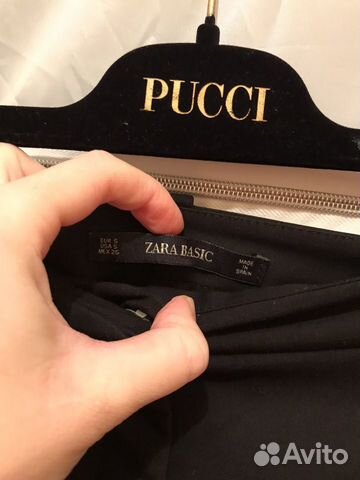 PUCCI
EUR S
USA S
MEX 26
ZARA BASIC
MADE
IN
SPAIN
Avito